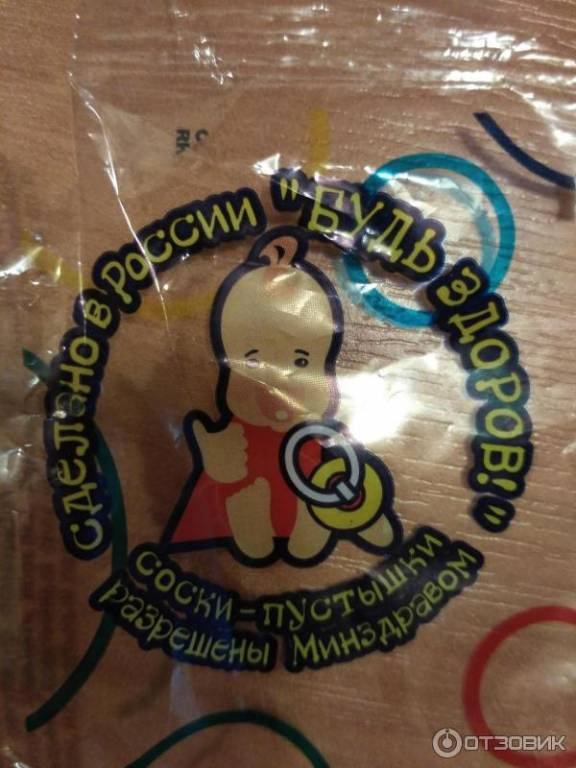 СДЕЛАНО В РОССИИ
"БУДЬ ЗДОРОВ!"
СОСКИ-ПУСТЫШКИ
РАЗРЕШЕНЫ МИНЗДРАВОМ
ОТЗОВИК